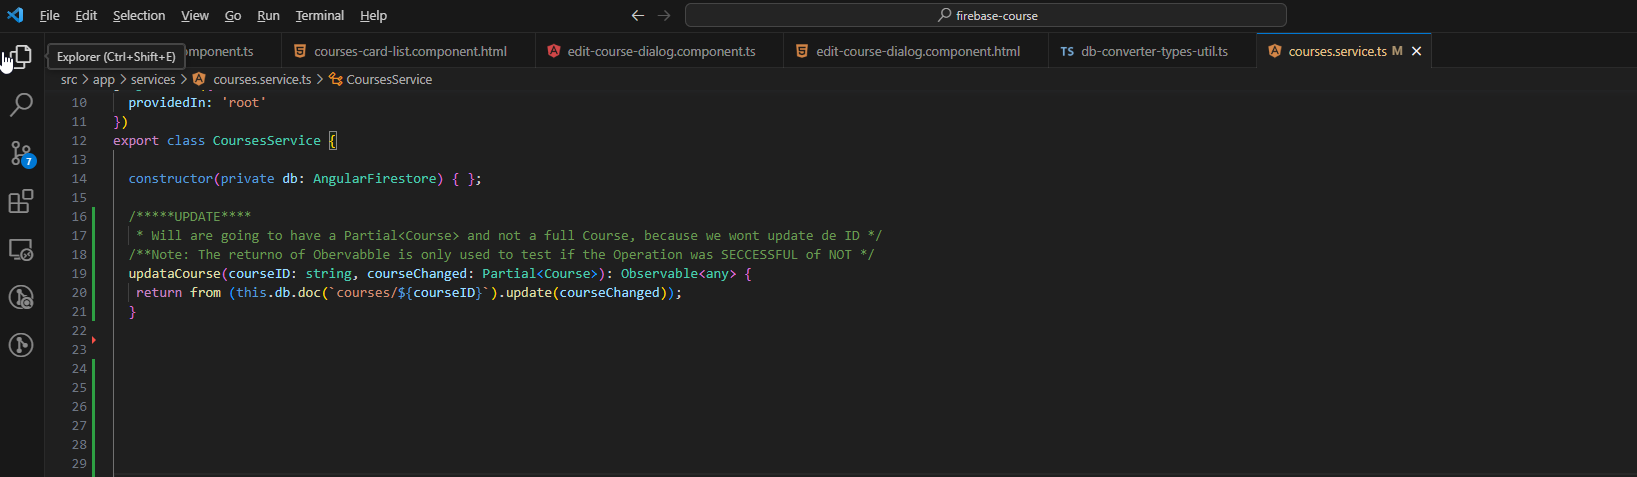 File Edit Selection View Go Run Terminal Help
firebase-course
Explorer (Ctrl+Shift+E)
omponent.ts courses-card-list.component.html edit-course-dialog.component.ts edit-course-dialog.component.html TS db-converter-types-util.ts courses.service.ts M
src > app > services > courses.service.ts > CoursesService
10 providedIn: 'root'
11 })
12 export class CoursesService {
13
14 constructor(private db: AngularFirestore) { };
15
16 /*****UPDATE****
17 * Will are going to have a Partial<Course> and not a full Course, because we wont update de ID */
18 /**Note: The returno of Obervabble is only used to test if the Operation was SECCESSFUL of NOT */
19 updataCourse(courseID: string, courseChanged: Partial<Course>): Observable<any> {
20 return from (this.db.doc(`courses/${courseID}`).update(courseChanged));
21 }
22
23
24
25
26
27
28
29
7